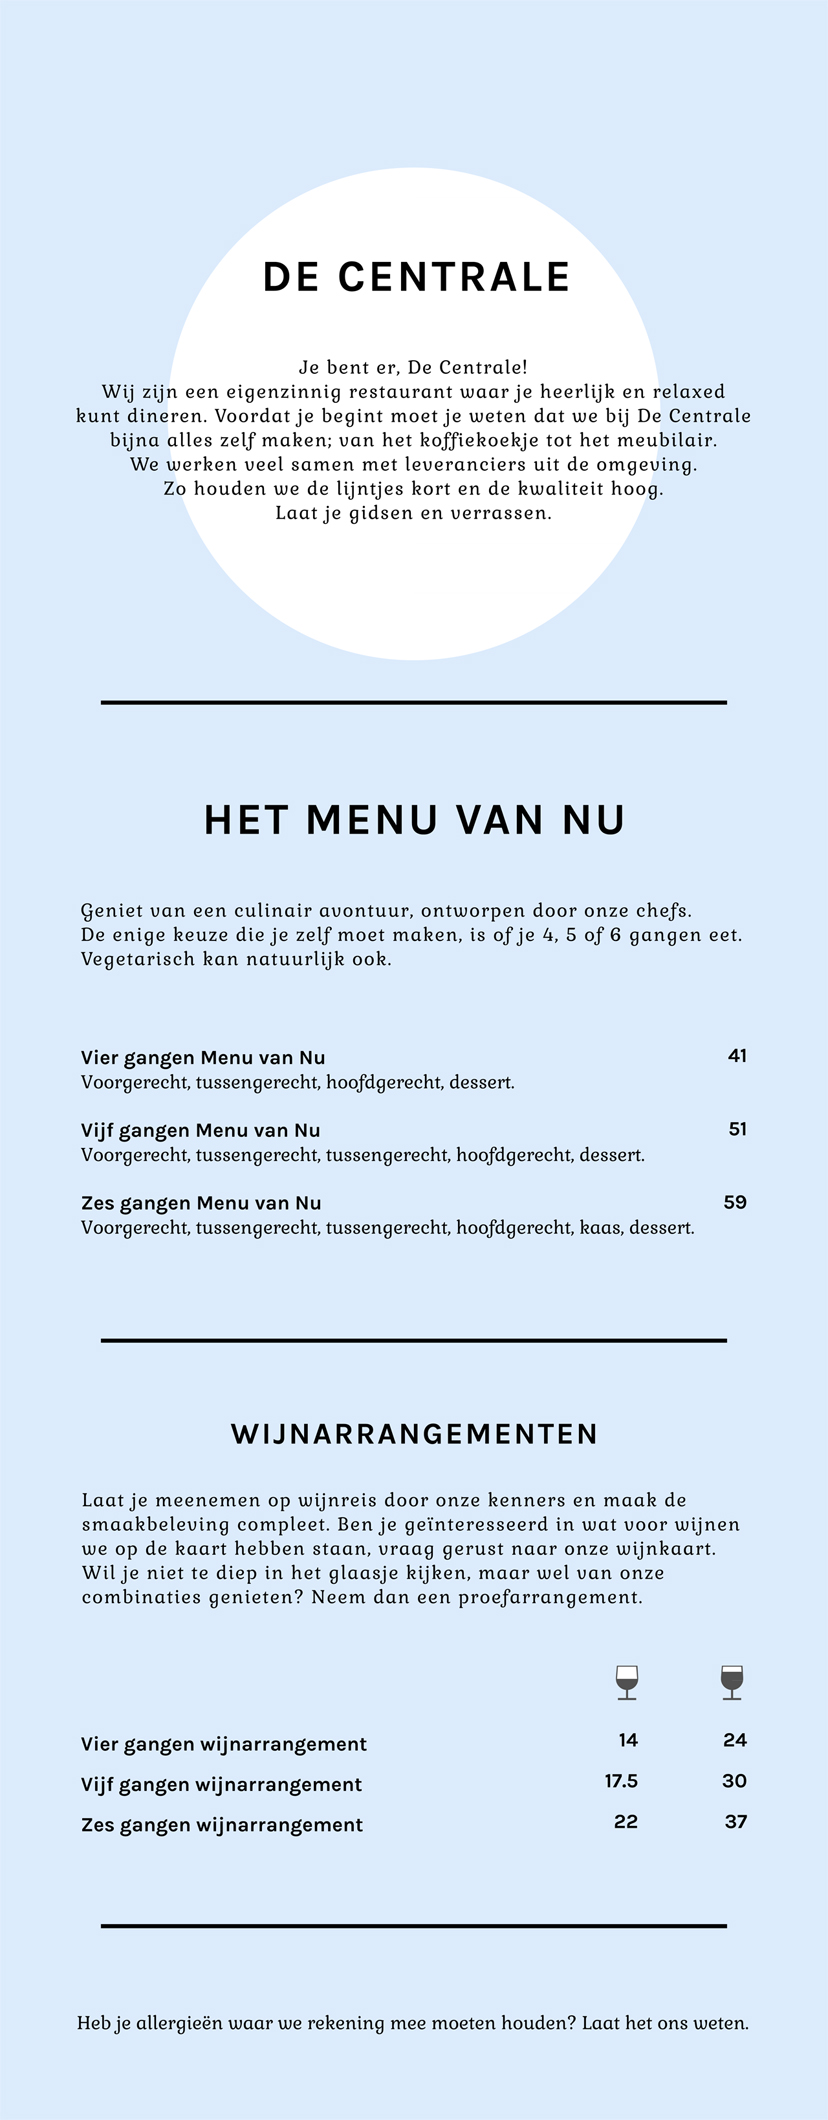 DE CENTRALE
Je bent er, De Centrale!
Wij zijn een eigenzinnig restaurant waar je heerlijk en relaxed
kunt dineren. Voordat je begint moet je weten dat we bij De Centrale
bijna alles zelf maken; van het koffiekoekje tot het meubilair.
We werken veel samen met leveranciers uit de omgeving.
Zo houden we de lijntjes kort en de kwaliteit hoog.
Laat je gidsen en verrassen.
HET MENU VAN NU
Geniet van een culinair avontuur, ontworpen door onze chefs.
De enige keuze die je zelf moet maken, is of je 4, 5 of 6 gangen eet.
Vegetarisch kan natuurlijk ook.
Vier gangen Menu van Nu 41
Voorgerecht, tussengerecht, hoofdgerecht, dessert.
Vijf gangen Menu van Nu 51
Voorgerecht, tussengerecht, tussengerecht, hoofdgerecht, dessert.
Zes gangen Menu van Nu 59
Voorgerecht, tussengerecht, tussengerecht, hoofdgerecht, kaas, dessert.
WIJNARRANGEMENTEN
Laat je meenemen op wijnreis door onze kenners en maak de
smaakbeleving compleet. Ben je geïnteresseerd in wat voor wijnen
we op de kaart hebben staan, vraag gerust naar onze wijnkaart.
Wil je niet te diep in het glaasje kijken, maar wel van onze
combinaties genieten? Neem dan een proefarrangement.
Vier gangen wijnarrangement 14 24
Vijf gangen wijnarrangement 17.5 30
Zes gangen wijnarrangement 22 37
Heb je allergieën waar we rekening mee moeten houden? Laat het ons weten.